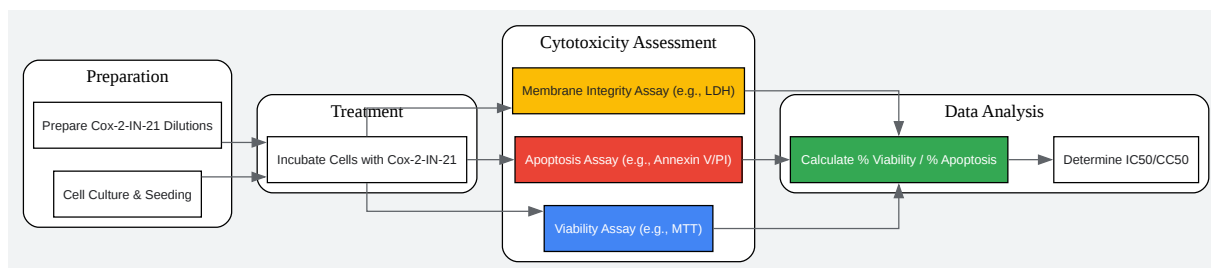 Preparation
Prepare Cox-2-IN-21 Dilutions
Cell Culture & Seeding
Treatment
Incubate Cells with Cox-2-IN-21
Cytotoxicity Assessment
Membrane Integrity Assay (e.g., LDH)
Apoptosis Assay (e.g., Annexin V/PI)
Viability Assay (e.g., MTT)
Data Analysis
Calculate % Viability / % Apoptosis
Determine IC50/CC50